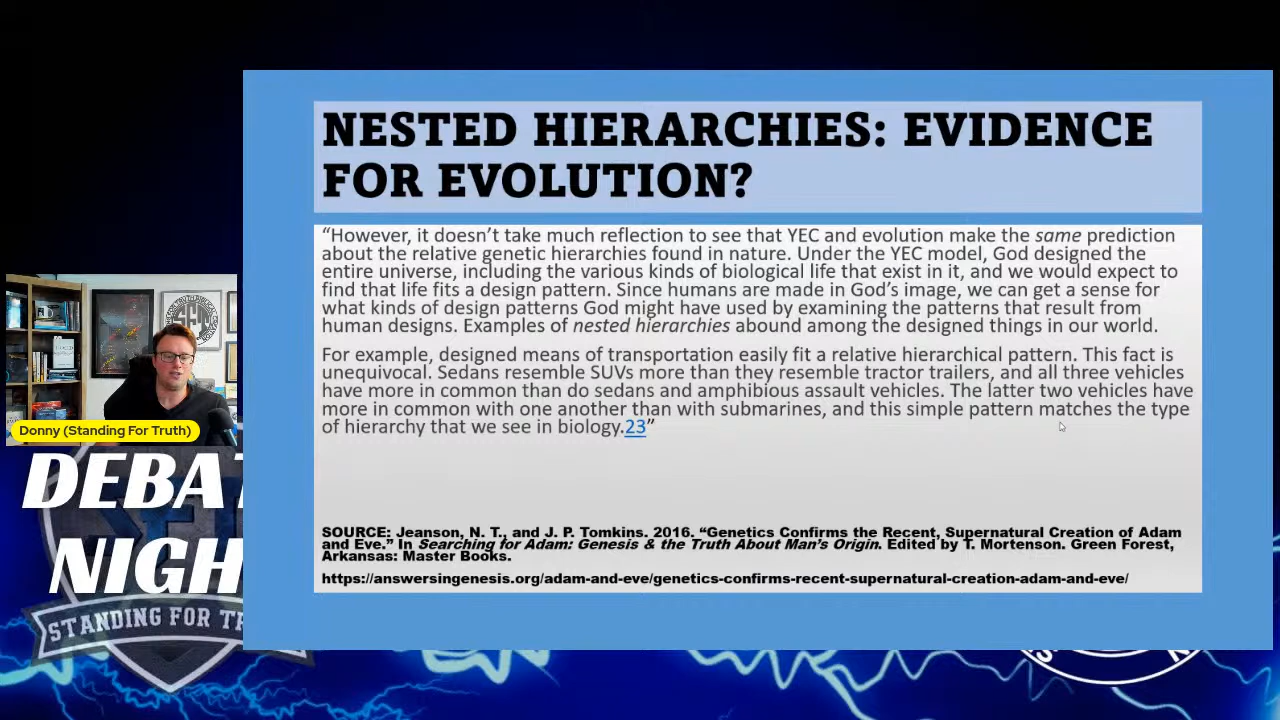 NESTED HIERARCHIES: EVIDENCE
FOR EVOLUTION?
“However, it doesn’t take much reflection to see that YEC and evolution make the same prediction
about the relative genetic hierarchies found in nature. Under the YEC model, God designed the
entire universe, including the various kinds of biological life that exist in it, and we would expect to
find that life fits a design pattern. Since humans are made in God’s image, we can get a sense for
what kinds of design patterns God might have used by examining the patterns that result from
human designs. Examples of nested hierarchies abound among the designed things in our world.
For example, designed means of transportation easily fit a relative hierarchical pattern. This fact is
unequivocal. Sedans resemble SUVs more than they resemble tractor trailers, and all three vehicles
have more in common than do sedans and amphibious assault vehicles. The latter two vehicles have
more in common with one another than with submarines, and this simple pattern matches the type
of hierarchy that we see in biology.23”
SOURCE: Jeanson, N. T., and J. P. Tomkins. 2016. “Genetics Confirms the Recent, Supernatural Creation of Adam
and Eve.” In Searching for Adam: Genesis & the Truth About Man’s Origin. Edited by T. Mortenson. Green Forest,
Arkansas: Master Books.
https://answersingenesis.org/adam-and-eve/genetics-confirms-recent-supernatural-creation-adam-and-eve/
Donny (Standing For Truth)
DEBAT
NIGH
STANDING FOR TR